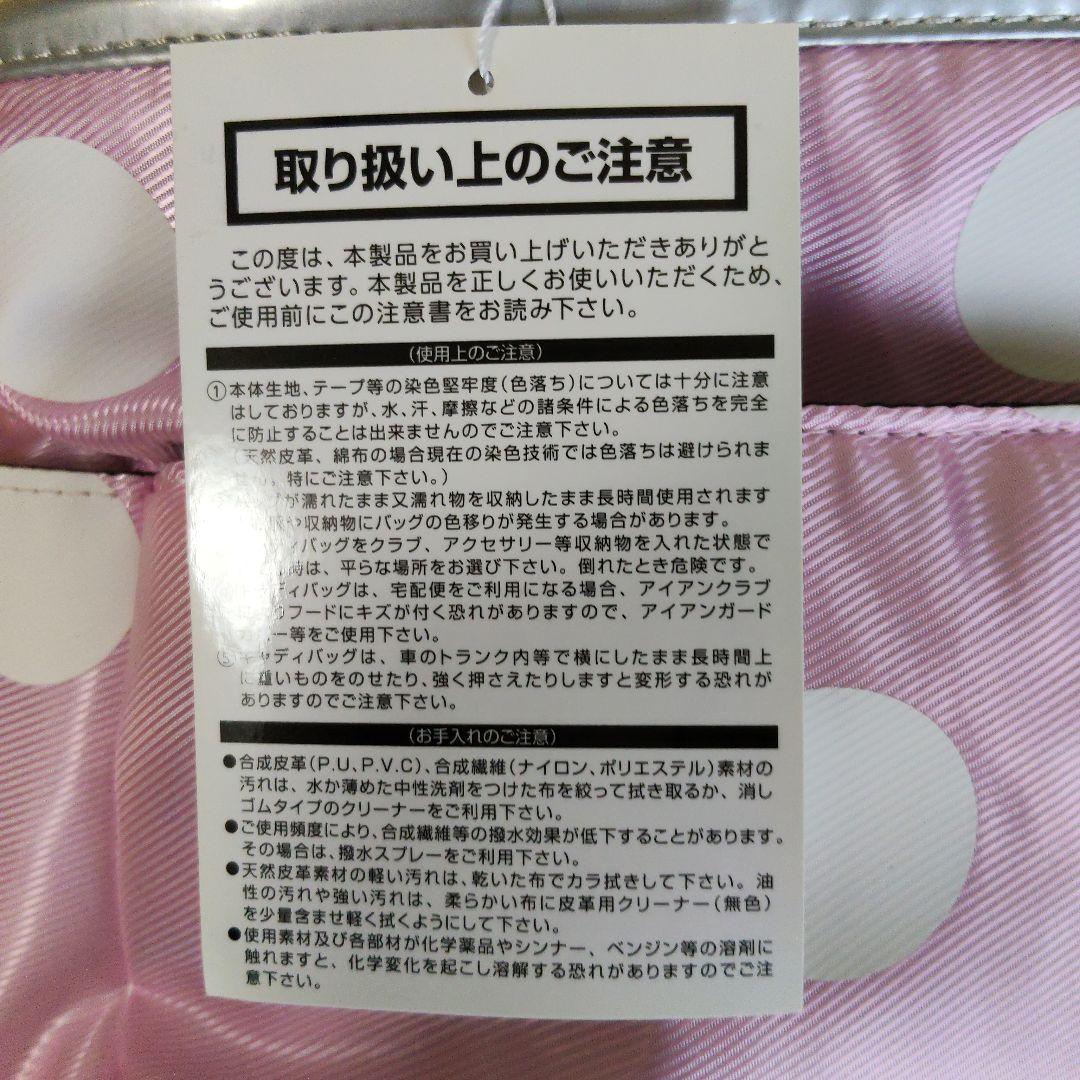 取り扱い上のご注意
この度は、本製品をお買い上げいただきありがと
うございます。本製品を正しくお使いいただくため、
ご使用前にこの注意書をお読み下さい。
(使用上のご注意)
①本体生地、テープ等の染色堅牢度(色落ち)については十分に注意
はしておりますが、水、汗、摩擦などの諸条件による色落ちを完全
に防止することは出来ませんのでご注意下さい。
(天然皮革、綿布の場合現在の染色技術では色落ちは避けられま
せん。特にご注意下さい。)
が濡れたまま又濡れ物を収納したまま長時間使用されます
や収納物にバッグの色移りが発生する場合があります。
ィバッグをクラブ、アクセサリー等収納物を入れた状態で
時は、平らな場所をお選び下さい。倒れたとき危険です。
ディバッグは、宅配便をご利用になる場合、アイアンクラブ
フードにキズが付く恐れがありますので、アイアンガード
ー等をご使用下さい。
⑤キャディバッグは、車のトランク内等で横にしたまま長時間上
に重いものをのせたり、強く押さえたりしますと変形する恐れが
ありますのでご注意下さい。
(お手入れのご注意)
●合成皮革(P.U,P.V.C)、合成繊維(ナイロン、ポリエステル)素材の
汚れは、水か薄めた中性洗剤をつけた布を絞って拭き取るか、消し
ゴムタイプのクリーナーをご利用下さい。
●ご使用頻度により、合成繊維等の撥水効果が低下することがあります。
その場合は、撥水スプレーをご利用下さい。
●天然皮革素材の軽い汚れは、乾いた布でカラ拭きして下さい。油
性の汚れや強い汚れは、柔らかい布に皮革用クリーナー(無色)
を少量含ませ軽く拭くようにして下さい。
●使用素材及び各部材が化学薬品やシンナー、ベンジン等の溶剤に
触れますと、化学変化を起こし溶解する恐れがありますのでご注
意下さい。